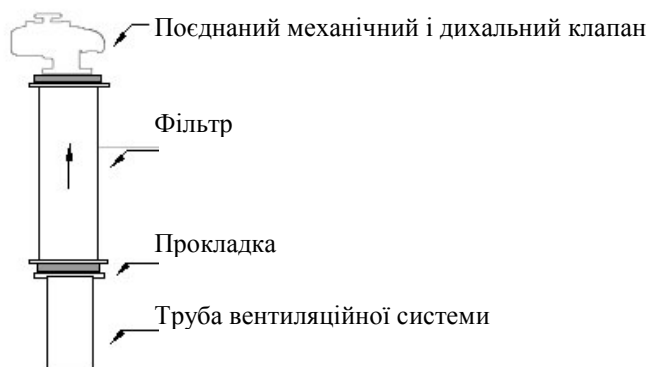 Поєднаний механічний і дихальний клапан
Фільтр
Прокладка
Труба вентиляційної системи